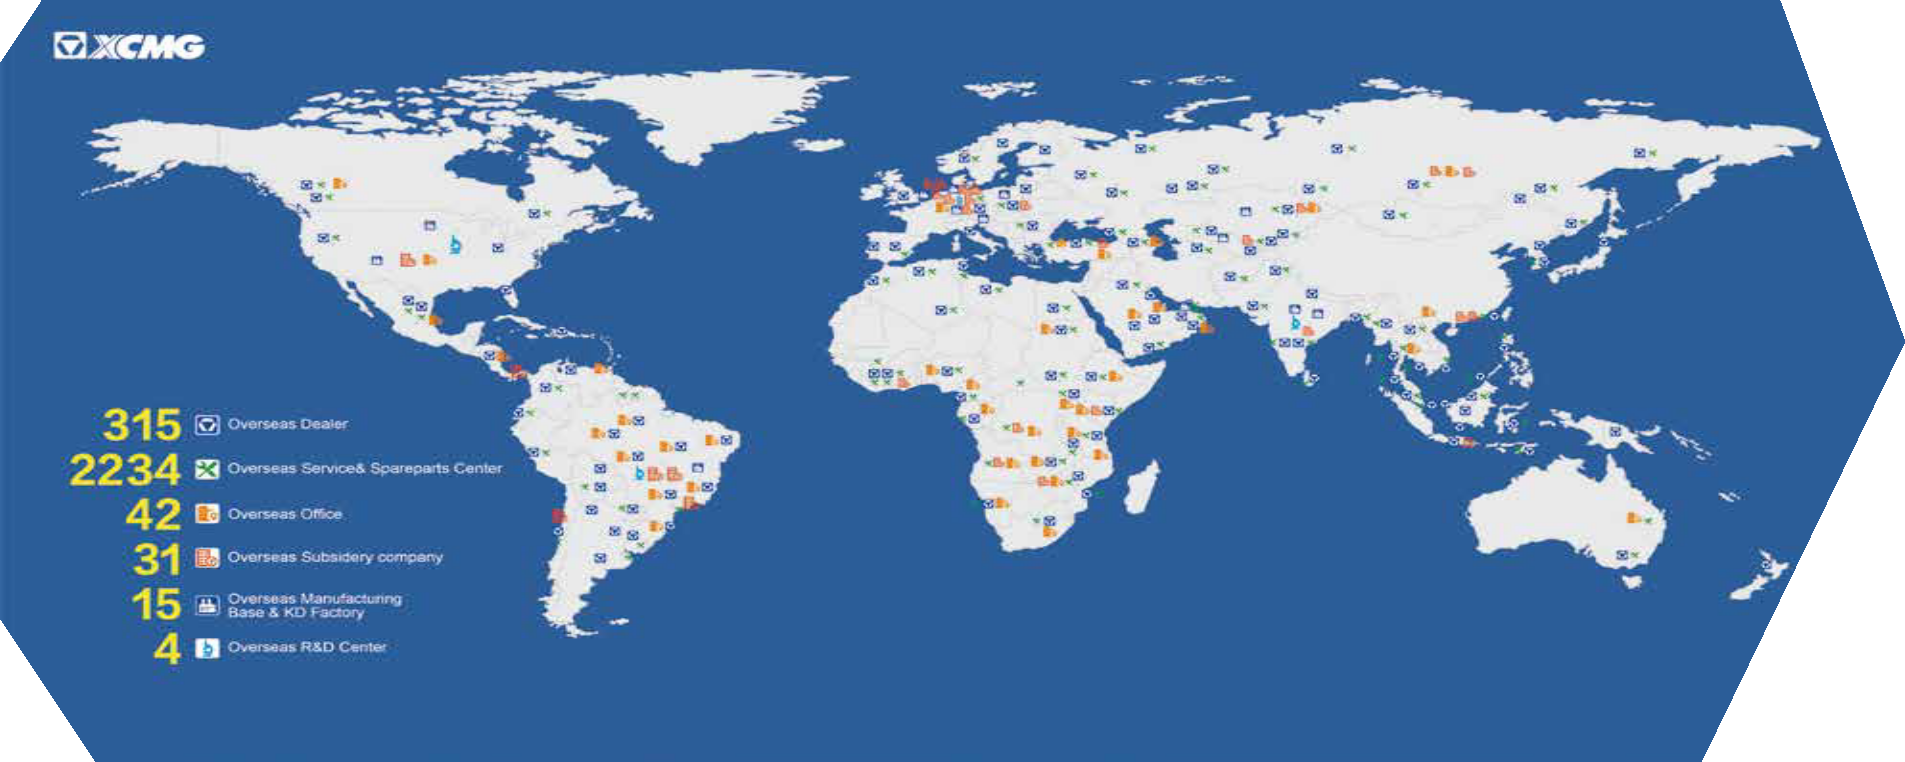 XCMG
315 Overseas Dealer
2234 Overseas Service& Spareparts Center
42 Overseas Office
31 Overseas Subsidery company
15 Overseas Manufacturing
Base & KD Factory
4 Overseas R&D Center